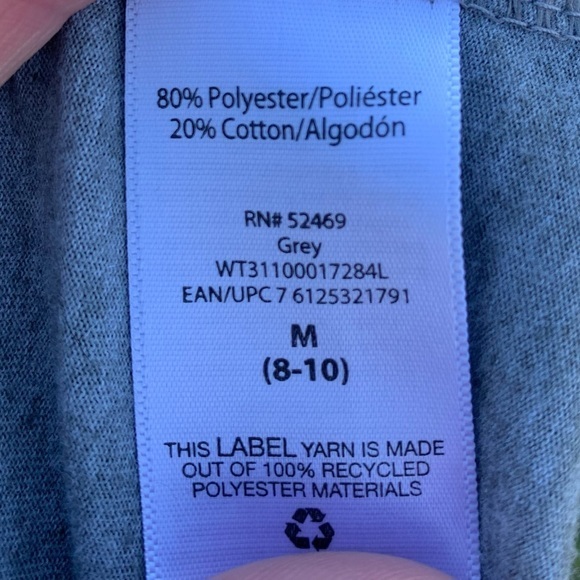 80% Polyester/Poliéster
20% Cotton/Algodón
RN# 52469
Grey
WT31100017284L
EAN/UPC 7 6125321791
M
(8-10)
THIS LABEL YARN IS MADE
OUT OF 100% RECYCLED
POLYESTER MATERIALS